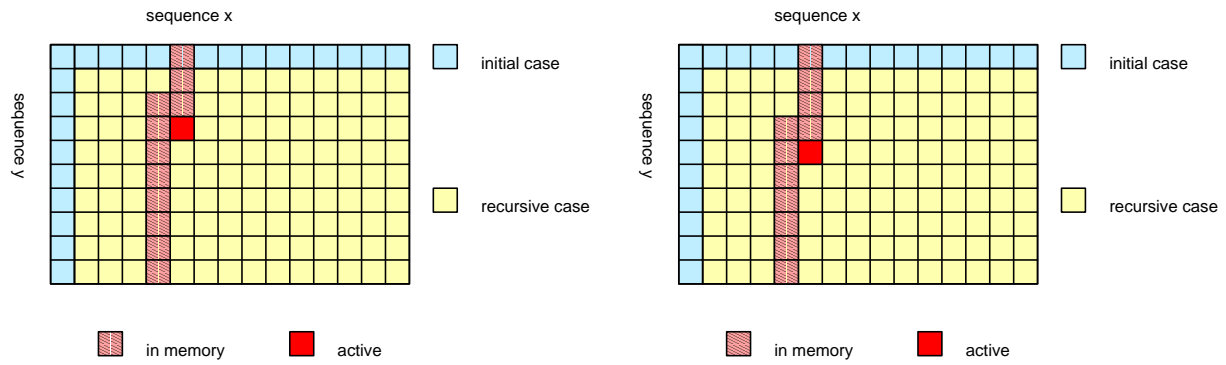 sequence x
sequence y
initial case
recursive case
in memory
active
sequence x
sequence y
initial case
recursive case
in memory
active